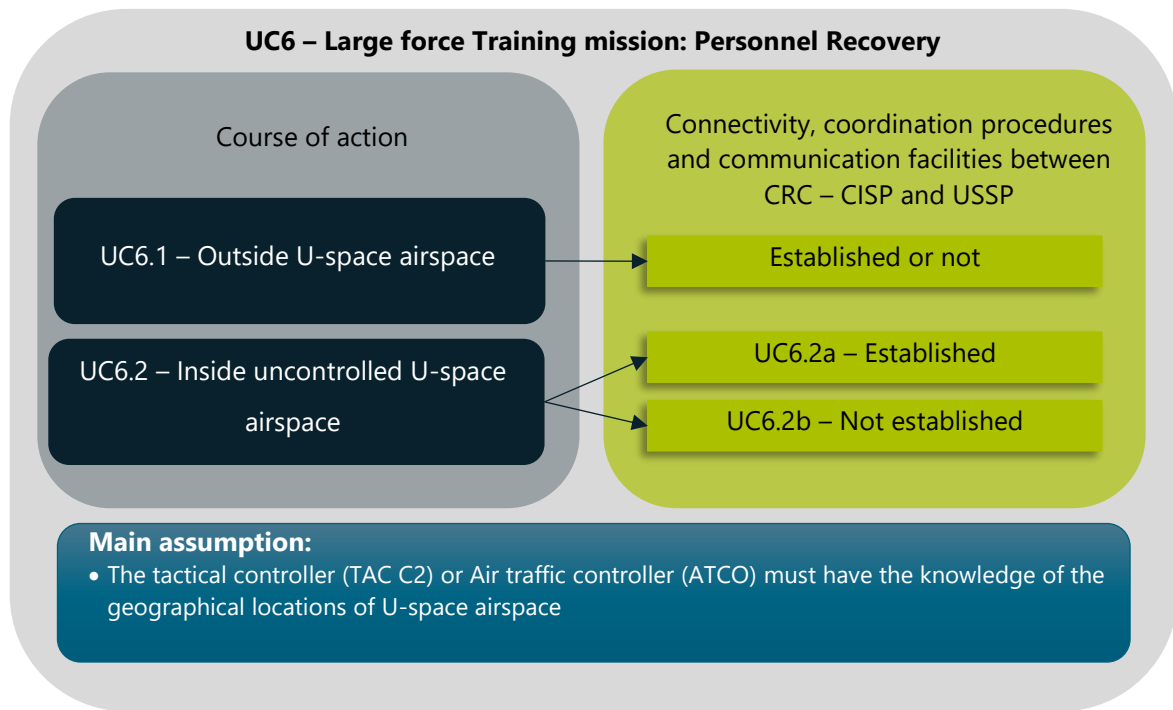 UC6 – Large force Training mission: Personnel Recovery
Course of action
Connectivity, coordination procedures
and communication facilities between
CRC – CISP and USSP
UC6.1 – Outside U-space airspace
Established or not
UC6.2 – Inside uncontrolled U-space
airspace
UC6.2a – Established
UC6.2b – Not established
Main assumption:
• The tactical controller (TAC C2) or Air traffic controller (ATCO) must have the knowledge of the
geographical locations of U-space airspace